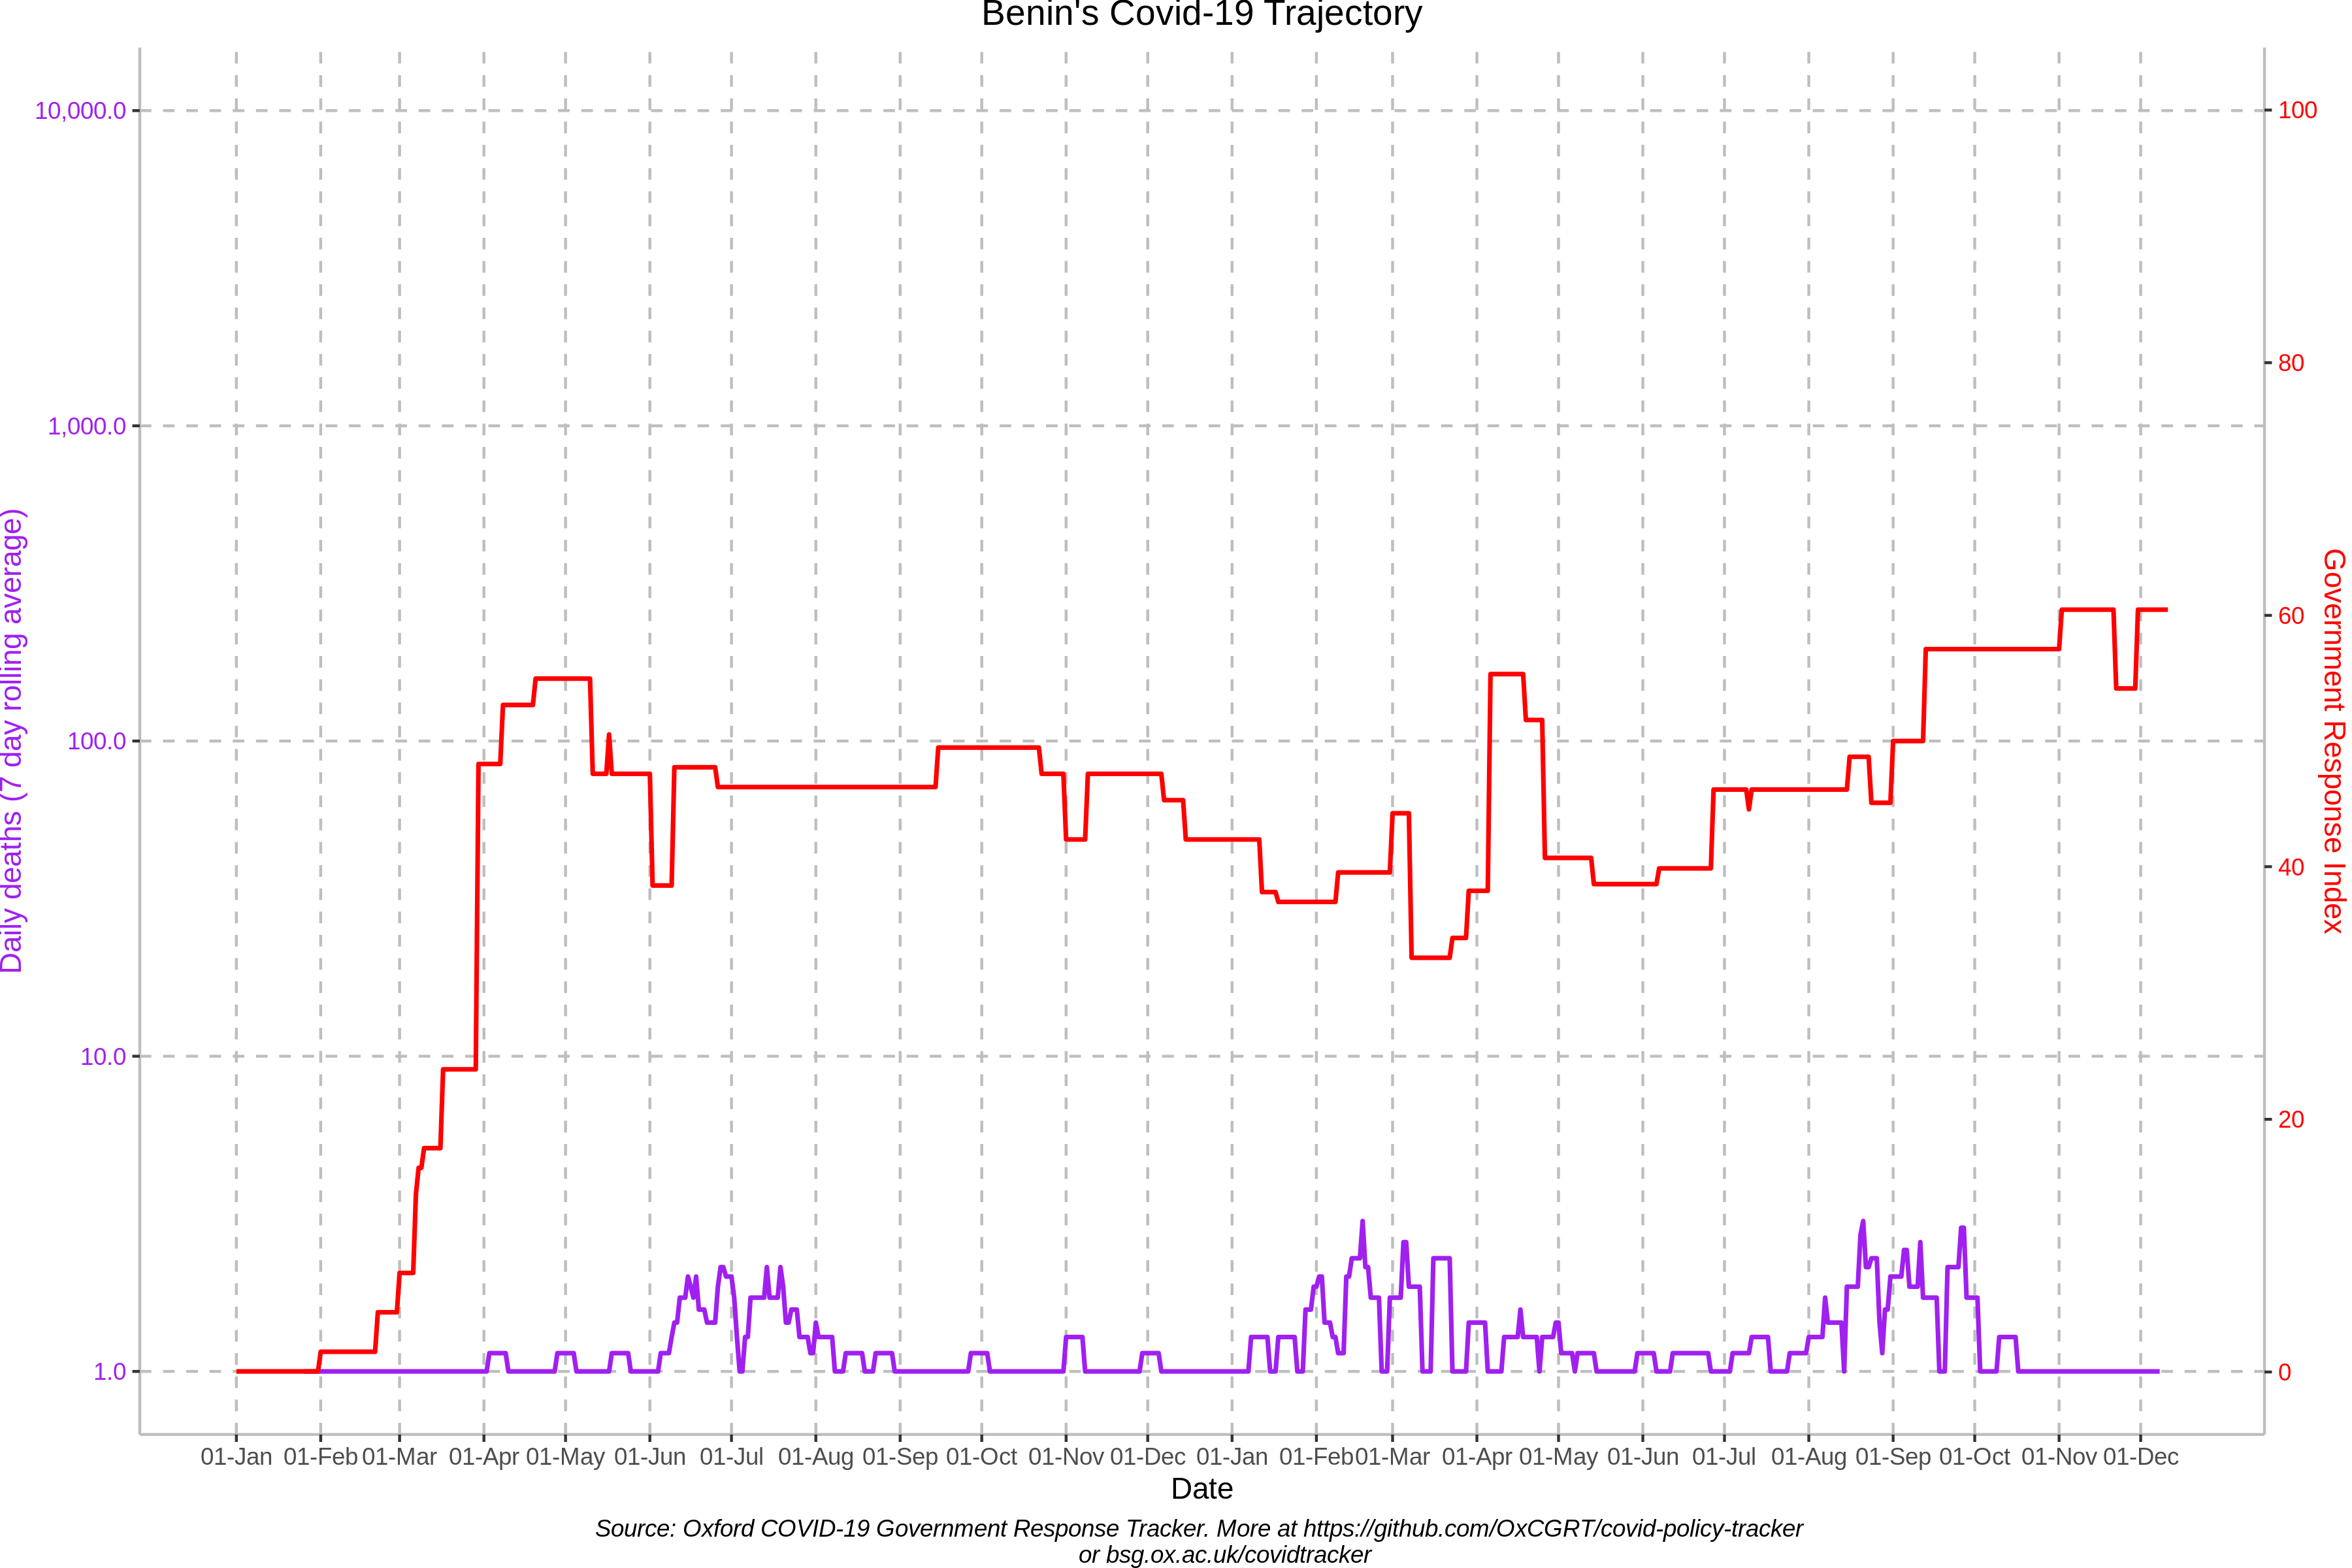 Benin's Covid-19 Trajectory
10,000.0
1,000.0
100.0
10.0
1.0
Daily deaths (7 day rolling average)
100
80
60
40
20
0
Government Response Index
01-Jan 01-Feb 01-Mar 01-Apr 01-May 01-Jun 01-Jul 01-Aug 01-Sep 01-Oct 01-Nov 01-Dec 01-Jan 01-Feb 01-Mar 01-Apr 01-May 01-Jun 01-Jul 01-Aug 01-Sep 01-Oct 01-Nov 01-Dec
Date
Source: Oxford COVID-19 Government Response Tracker. More at https://github.com/OxCGRT/covid-policy-tracker
or bsg.ox.ac.uk/covidtracker